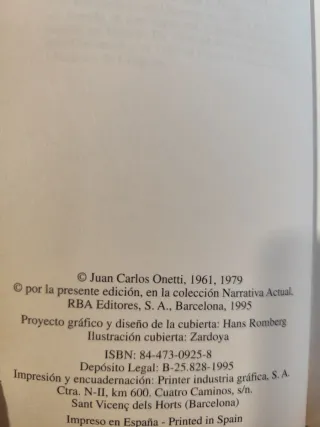 © Juan Carlos Onetti, 1961, 1979
© por la presente edición, en la colección Narrativa Actual.
RBA Editores, S. A., Barcelona, 1995
Proyecto gráfico y diseño de la cubierta: Hans Romberg
Ilustración cubierta: Zardoya
ISBN: 84-473-0925-8
Depósito Legal: B-25.828-1995
Impresión y encuadernación: Printer industria gráfica, S. A.
Ctra. N-II, km 600. Cuatro Caminos, s/n.
Sant Vicenç dels Horts (Barcelona)
Impreso en España - Printed in Spain